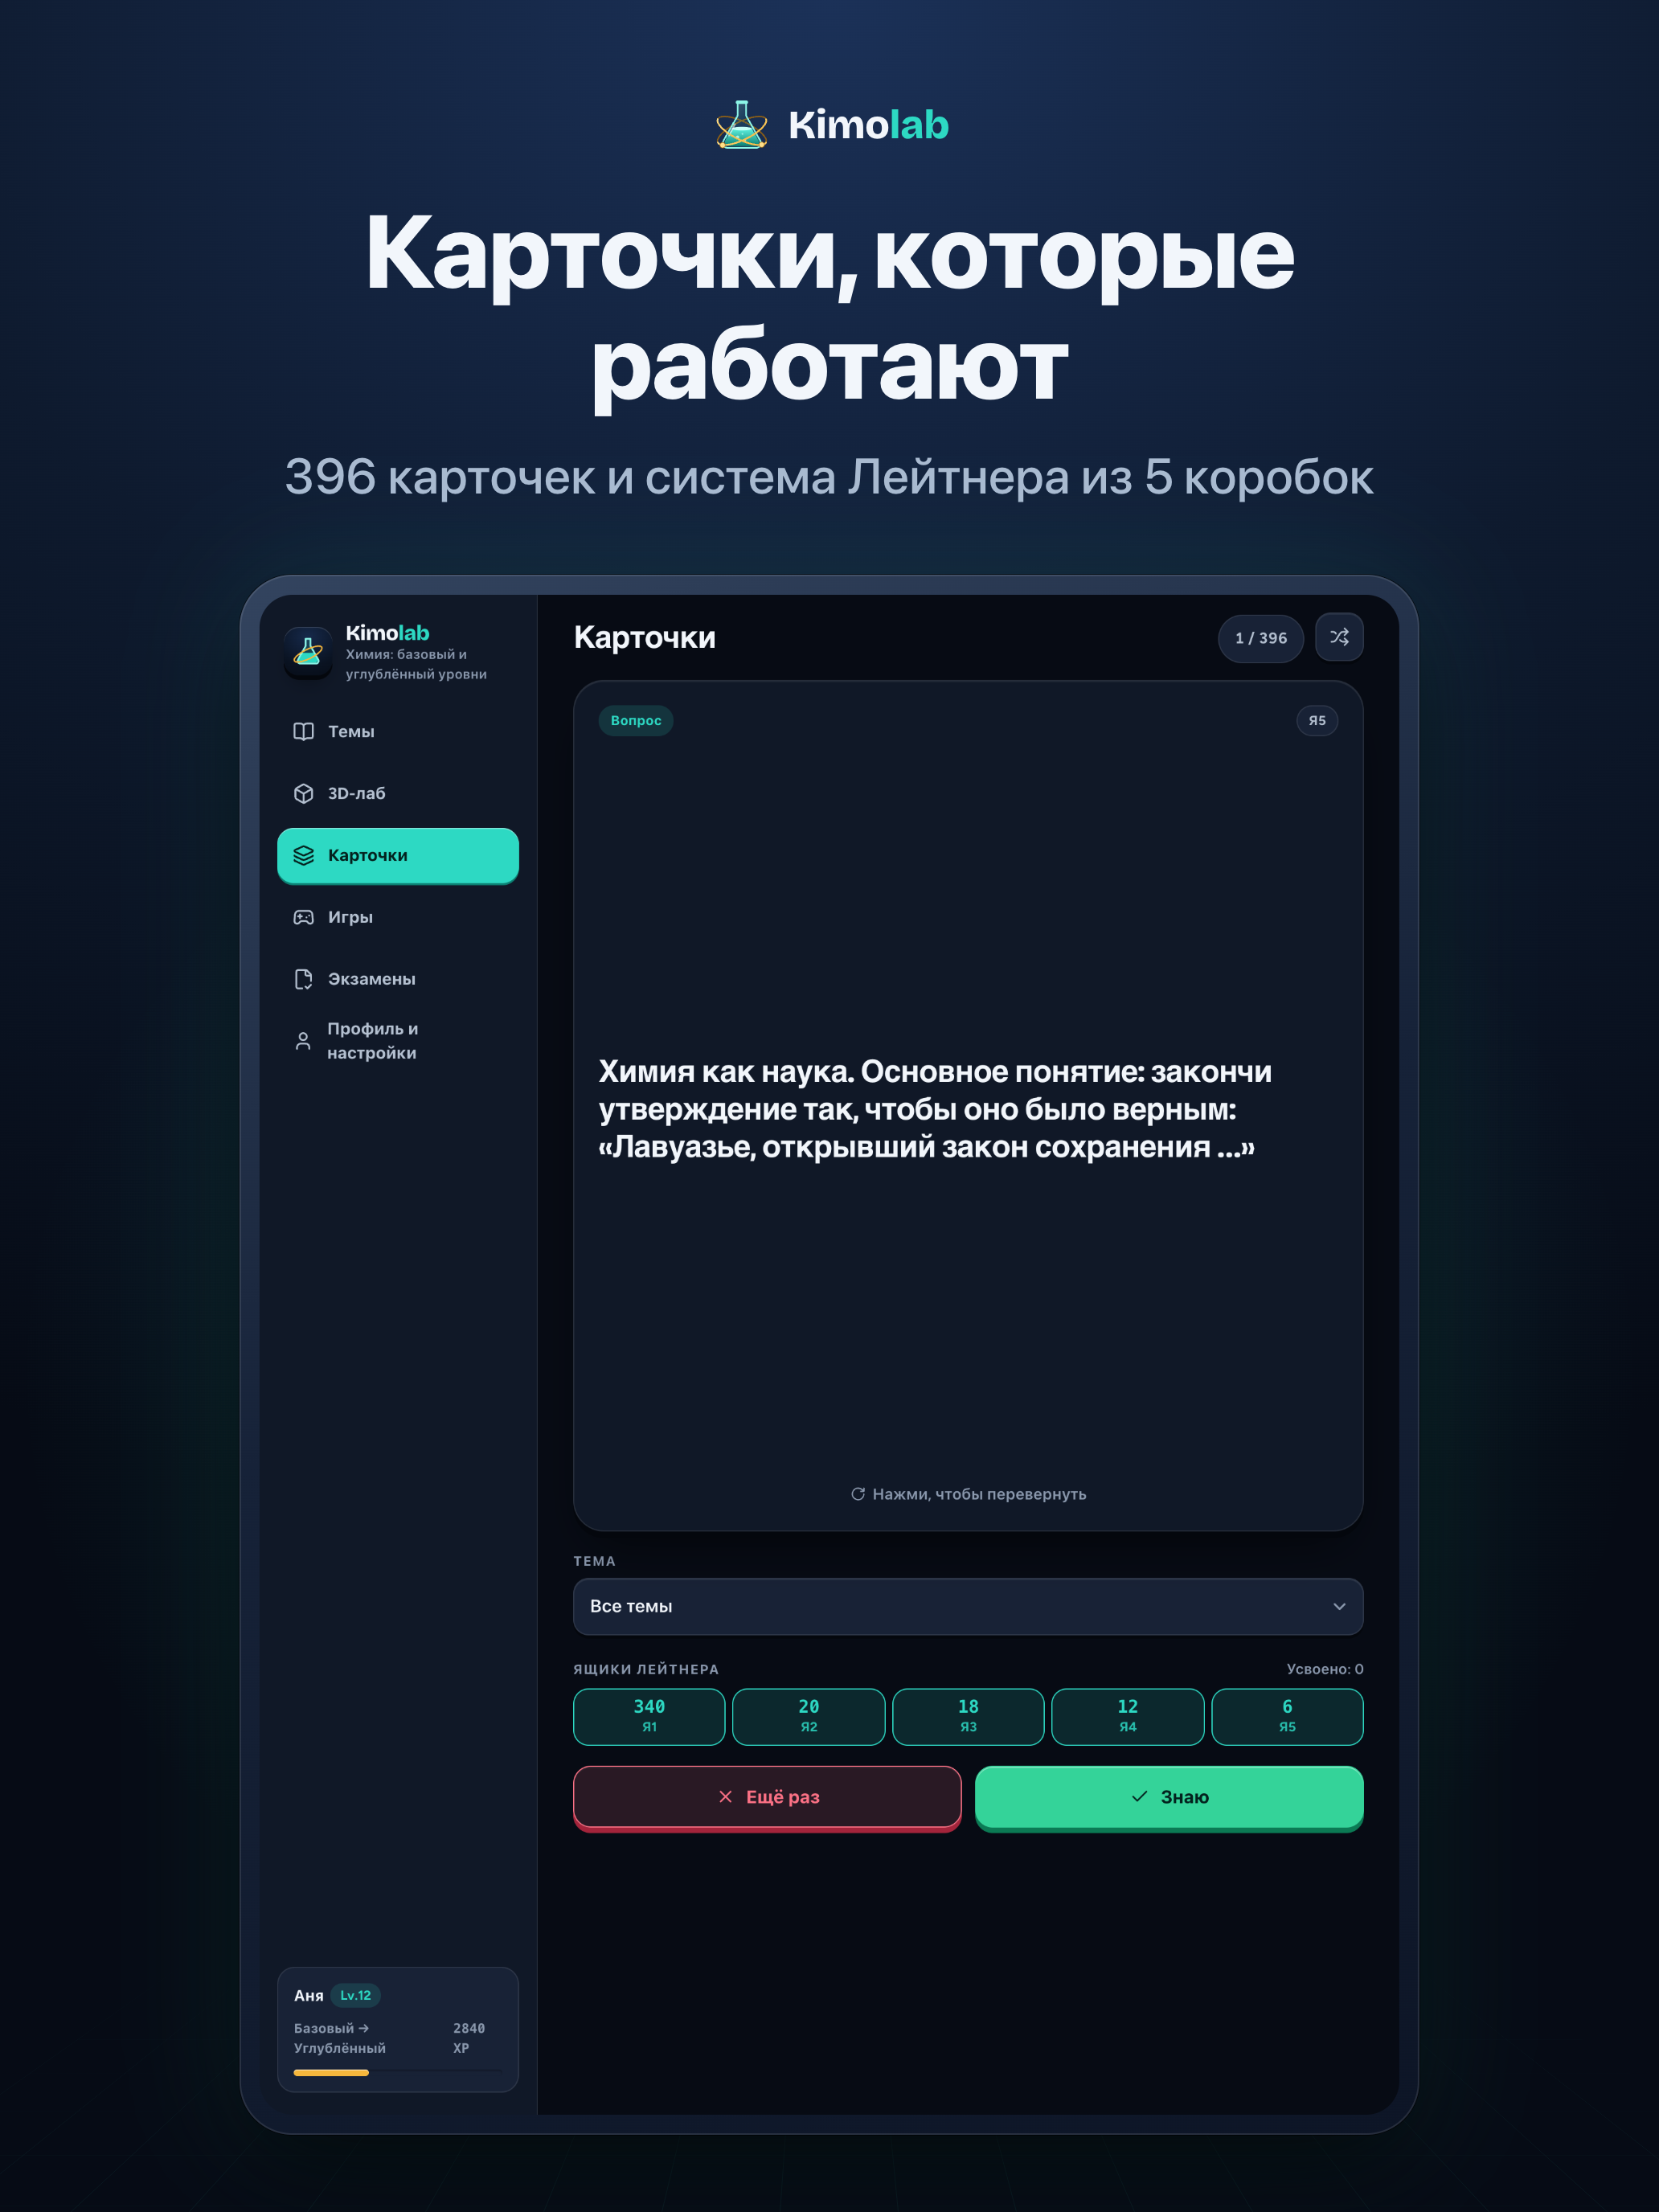 Kimolab
Карточки, которые
работают
396 карточек и система Лейтнера из 5 коробок
Kimolab
Химия: базовый и
углублённый уровни
Темы
3D-лаб
Карточки
Игры
Экзамены
Профиль и
настройки
Аня Lv.12
Базовый → 2840
Углублённый XP
Карточки
1 / 396
Вопрос
Я5
Химия как наука. Основное понятие: закончи
утверждение так, чтобы оно было верным:
«Лавуазье, открывший закон сохранения ...»
Нажми, чтобы перевернуть
ТЕМА
Все темы
ЯЩИКИ ЛЕЙТНЕРА
Усвоено: 0
340 20 18 12 6
Я1 Я2 Я3 Я4 Я5
Ещё раз
Знаю